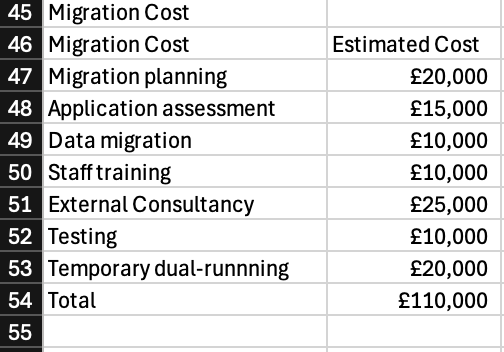 45 Migration Cost
46 Migration Cost Estimated Cost
47 Migration planning £20,000
48 Application assessment £15,000
49 Data migration £10,000
50 Staff training £10,000
51 External Consultancy £25,000
52 Testing £10,000
53 Temporary dual-runnning £20,000
54 Total £110,000
55